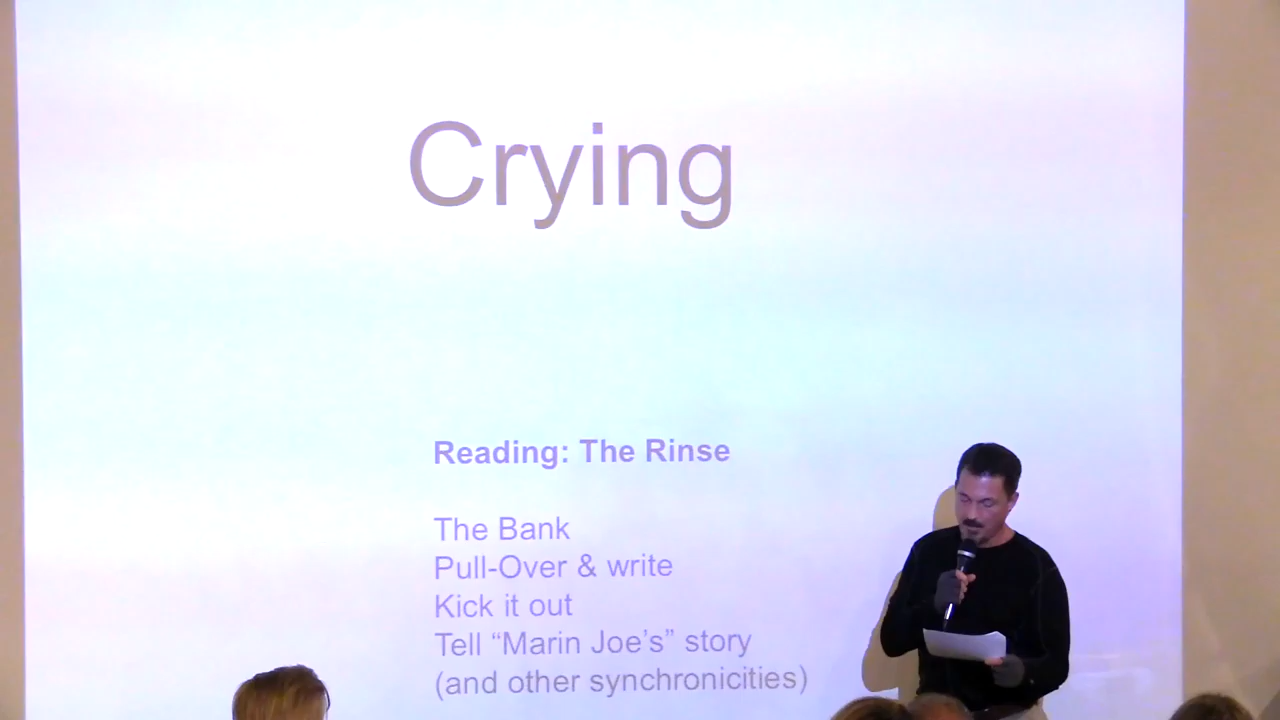 Crying
Reading: The Rinse
The Bank
Pull-Over & write
Kick it out
Tell “Marin Joe’s” story
(and other synchronicities)